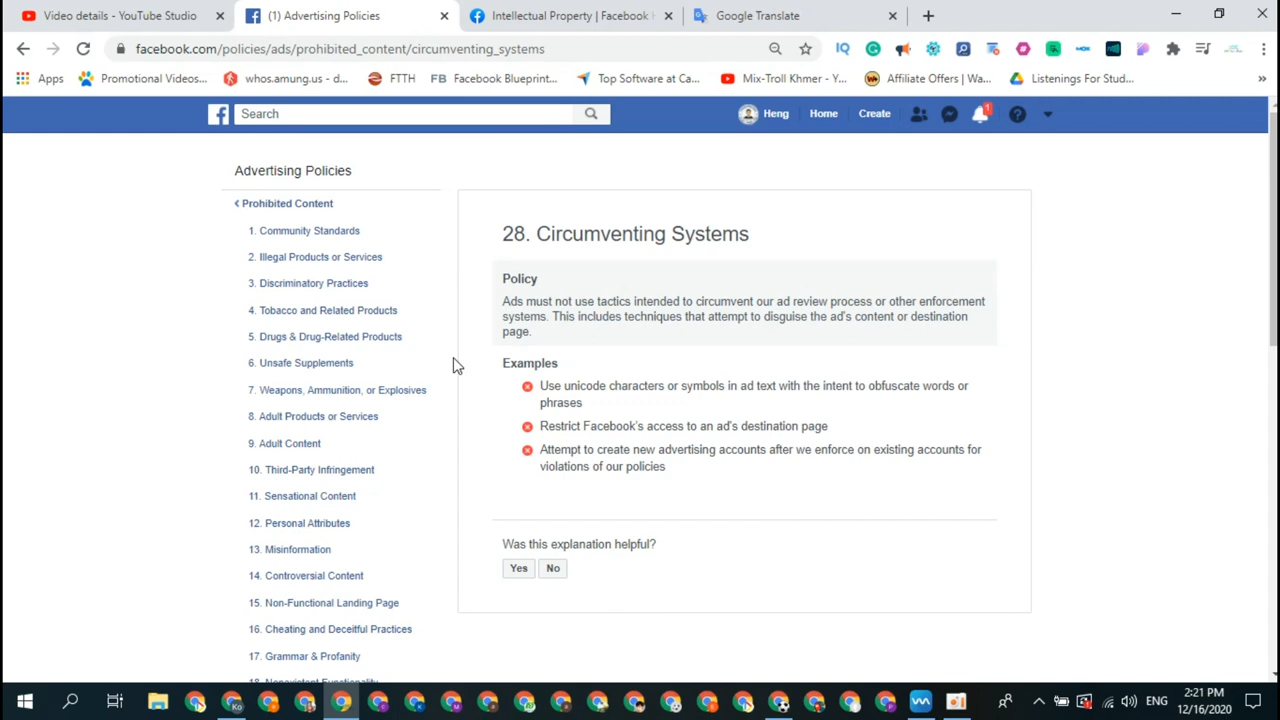 Video details - YouTube Studio
(1) Advertising Policies
Intellectual Property | Facebook
Google Translate
facebook.com/policies/ads/prohibited_content/circumventing_systems
Apps
Promotional Videos...
whos.amung.us - d...
FTTH
FB Facebook Blueprint...
Top Software at Ca...
Mix-Troll Khmer - Y...
Affiliate Offers | Wa...
Listenings For Stud...
Search
Heng
Home
Create
1
Advertising Policies
Prohibited Content
1. Community Standards
2. Illegal Products or Services
3. Discriminatory Practices
4. Tobacco and Related Products
5. Drugs & Drug-Related Products
6. Unsafe Supplements
7. Weapons, Ammunition, or Explosives
8. Adult Products or Services
9. Adult Content
10. Third-Party Infringement
11. Sensational Content
12. Personal Attributes
13. Misinformation
14. Controversial Content
15. Non-Functional Landing Page
16. Cheating and Deceitful Practices
17. Grammar & Profanity
28. Circumventing Systems
Policy
Ads must not use tactics intended to circumvent our ad review process or other enforcement
systems. This includes techniques that attempt to disguise the ad's content or destination
page.
Examples
Use unicode characters or symbols in ad text with the intent to obfuscate words or
phrases
Restrict Facebook's access to an ad's destination page
Attempt to create new advertising accounts after we enforce on existing accounts for
violations of our policies
Was this explanation helpful?
Yes
No
ENG
2:21 PM
12/16/2020